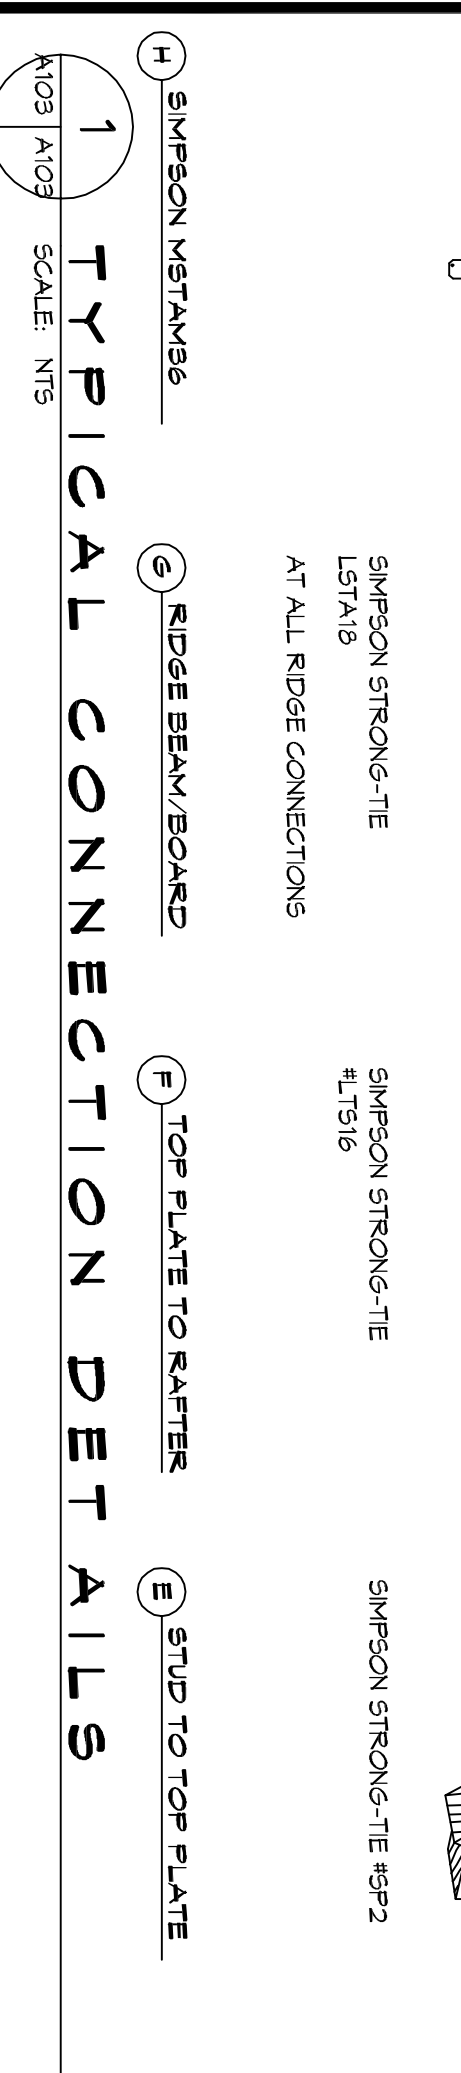 SIMPSON STRONG-TIE
LSTA18
AT ALL RIDGE CONNECTIONS
SIMPSON STRONG-TIE
#LTS16
SIMPSON STRONG-TIE #SP2
H SIMPSON MSTAM36
G RIDGE BEAM/BOARD
F TOP PLATE TO RAFTER
E STUD TO TOP PLATE
1 TYPICAL CONNECTION DETAILS
A103 A103 SCALE: NTS